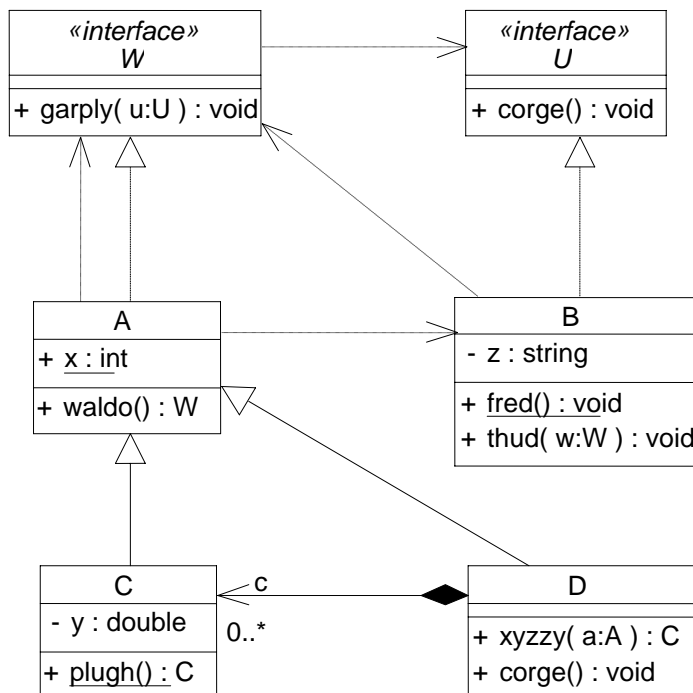 «interface»
W
+ garply( u:U ) : void
«interface»
U
+ corge() : void
A
+ x : int
+ waldo() : W
B
- z : string
+ fred() : void
+ thud( w:W ) : void
C
- y : double
+ plugh() : C
c
0..*
D
+ xyzzy( a:A ) : C
+ corge() : void